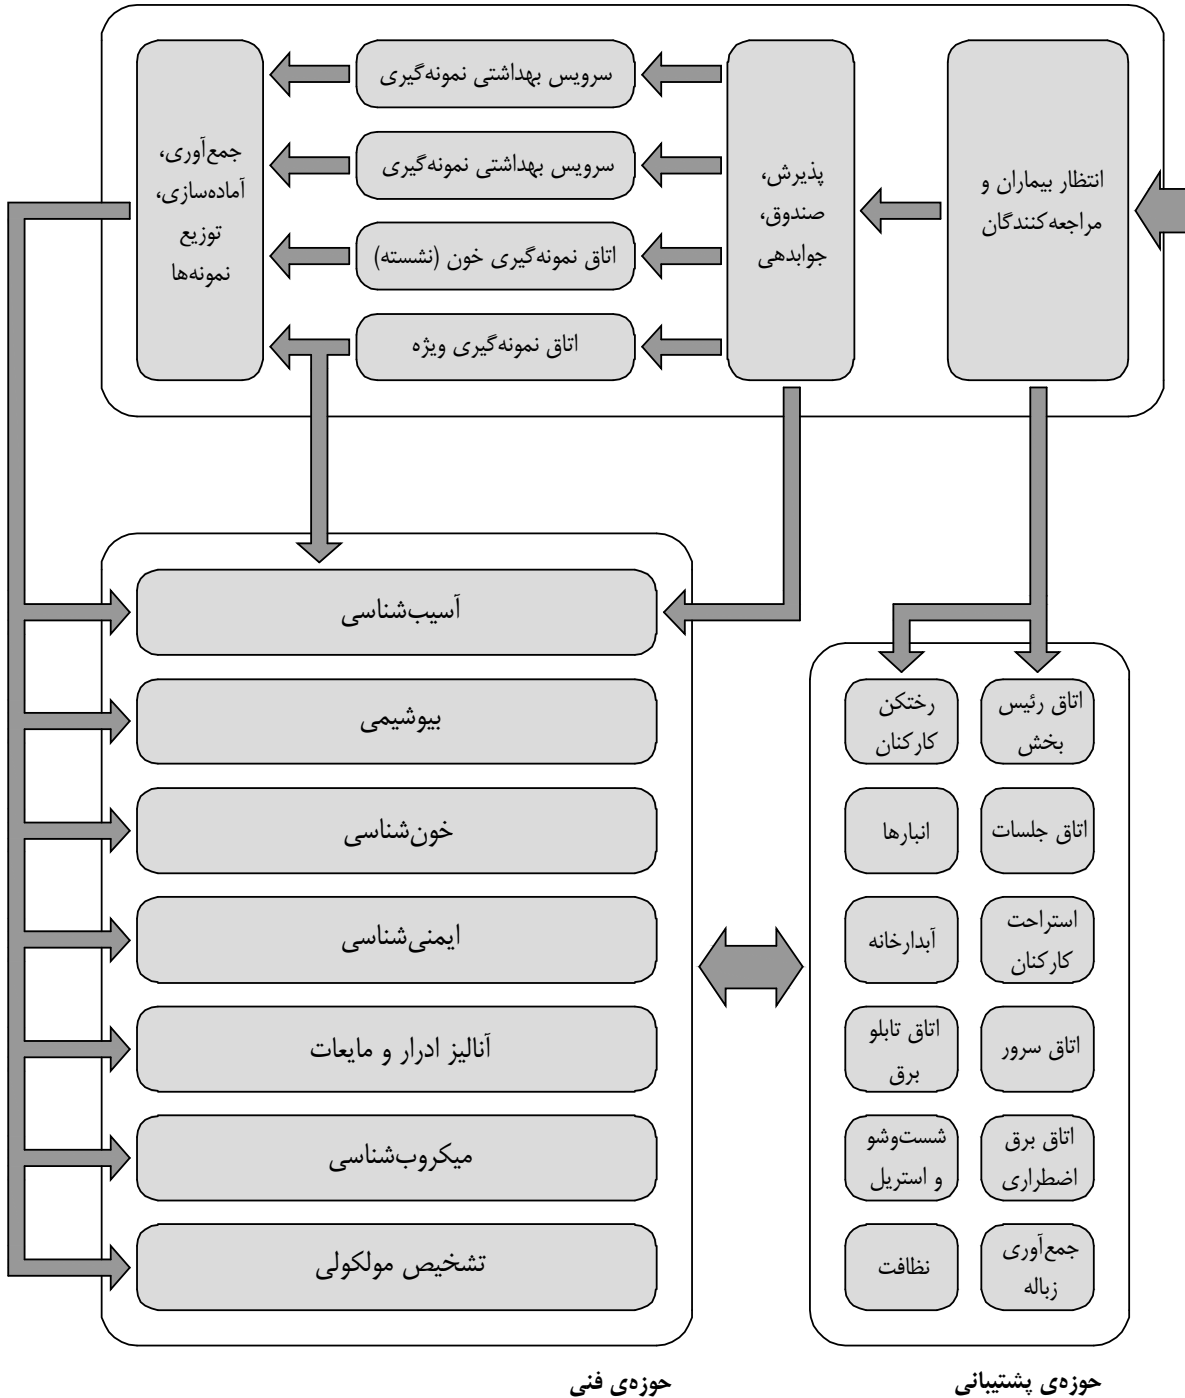 انتظار بیماران و
مراجعه‌کنندگان
پذیرش،
صندوق،
جوابدهی
سرویس بهداشتی نمونه‌گیری
سرویس بهداشتی نمونه‌گیری
اتاق نمونه‌گیری خون (نشسته)
اتاق نمونه‌گیری ویژه
جمع‌آوری،
آماده‌سازی،
توزیع
نمونه‌ها
آسیب‌شناسی
بیوشیمی
خون‌شناسی
ایمنی‌شناسی
آنالیز ادرار و مایعات
میکروب‌شناسی
تشخیص مولکولی
اتاق رئیس
بخش
رختکن
کارکنان
اتاق جلسات
انبارها
استراحت
کارکنان
آبدارخانه
اتاق سرور
اتاق تابلو
برق
اتاق برق
اضطراری
شست‌وشو
و استریل
جمع‌آوری
زباله
نظافت
حوزه‌ی پشتیبانی
حوزه‌ی فنی